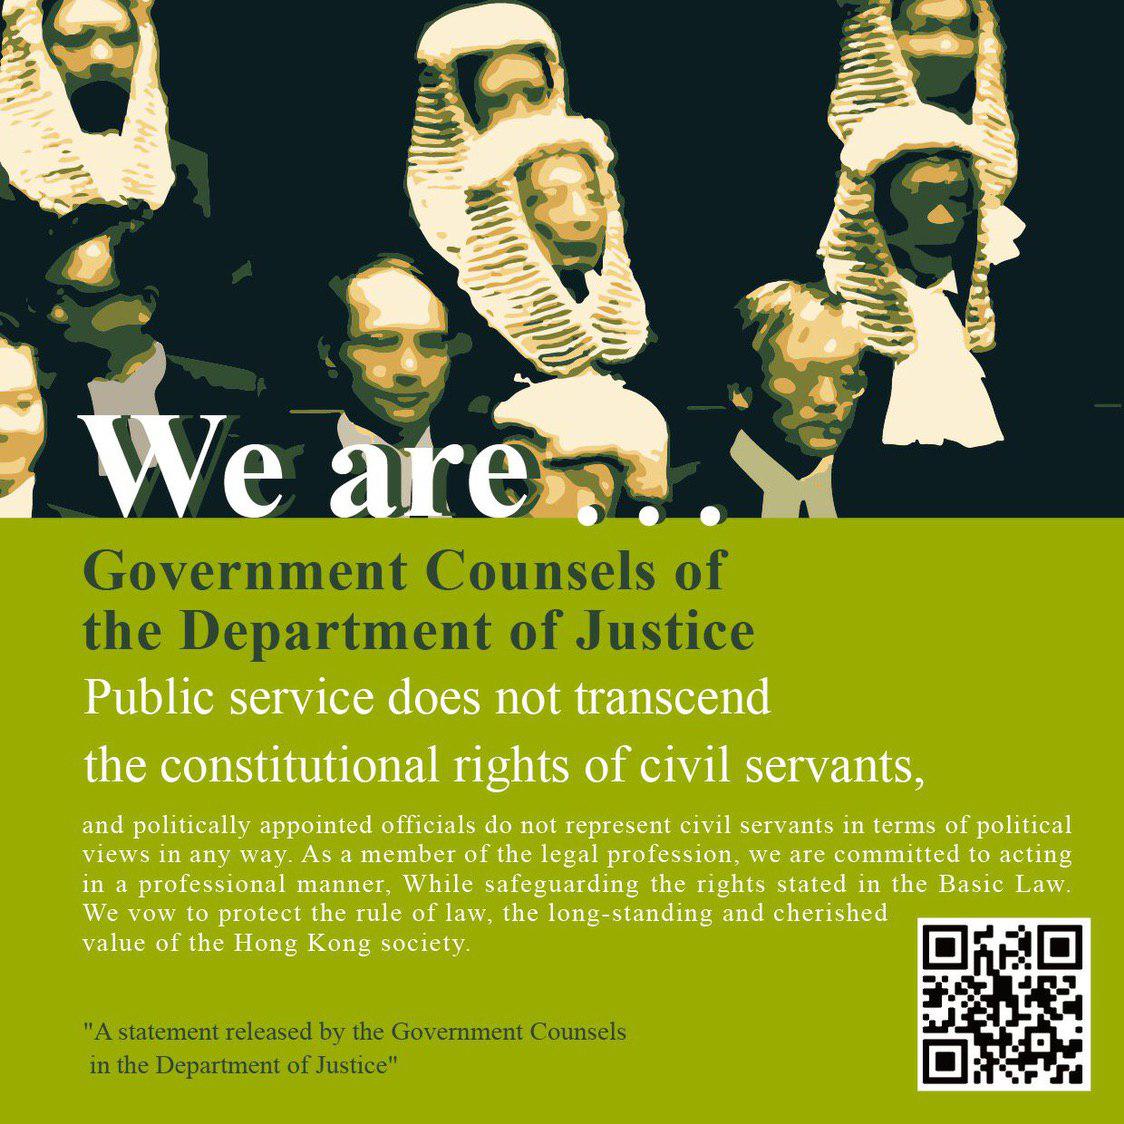 We are ...
Government Counsels of
the Department of Justice
Public service does not transcend
the constitutional rights of civil servants,
and politically appointed officials do not represent civil servants in terms of political
views in any way. As a member of the legal profession, we are committed to acting
in a professional manner, While safeguarding the rights stated in the Basic Law.
We vow to protect the rule of law, the long-standing and cherished
value of the Hong Kong society.
"A statement released by the Government Counsels
in the Department of Justice"